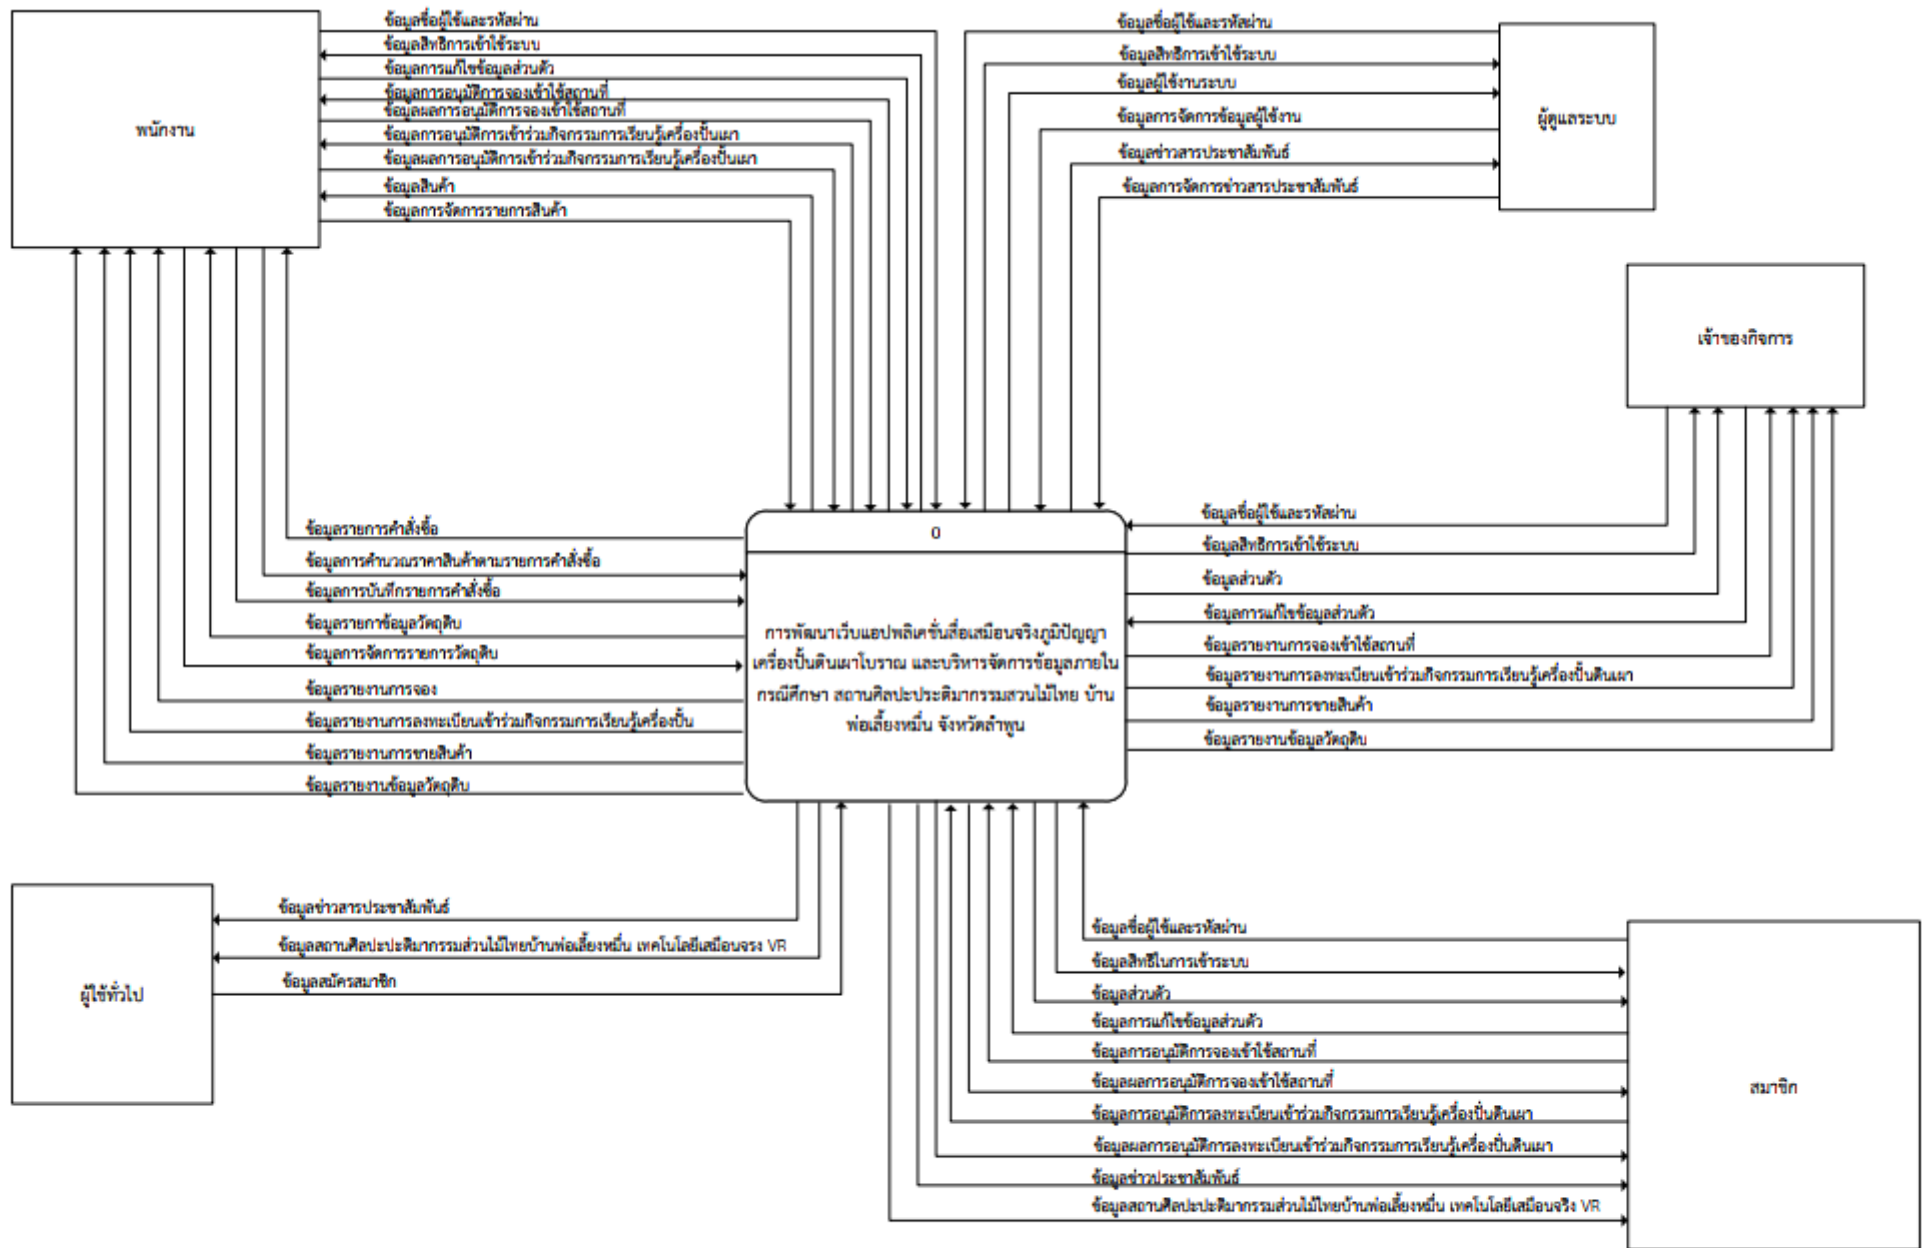 พนักงาน
ข้อมูลชื่อผู้ใช้และรหัสผ่าน
ข้อมูลสิทธิการเข้าใช้ระบบ
ข้อมูลการแก้ไขข้อมูลส่วนตัว
ข้อมูลการอนุมัติการจองเข้าใช้สถานที่
ข้อมูลผลการอนุมัติการจองเข้าใช้สถานที่
ข้อมูลการอนุมัติการเข้าร่วมกิจกรรมการเรียนรู้เครื่องปั้นเผา
ข้อมูลผลการอนุมัติการเข้าร่วมกิจกรรมการเรียนรู้เครื่องปั้นเผา
ข้อมูลสินค้า
ข้อมูลการจัดการรายการสินค้า
ข้อมูลชื่อผู้ใช้และรหัสผ่าน
ข้อมูลสิทธิการเข้าใช้ระบบ
ข้อมูลผู้ใช้งานระบบ
ข้อมูลการจัดการข้อมูลผู้ใช้งาน
ข้อมูลข่าวสารประชาสัมพันธ์
ข้อมูลการจัดการข่าวสารประชาสัมพันธ์
ผู้ดูแลระบบ
เจ้าของกิจการ
ข้อมูลรายการคำสั่งซื้อ
ข้อมูลการคำนวณราคาสินค้าตามรายการคำสั่งซื้อ
ข้อมูลการบันทึกรายการคำสั่งซื้อ
ข้อมูลรายกาข้อมูลวัตถุดิบ
ข้อมูลการจัดการรายการวัตถุดิบ
ข้อมูลรายงานการจอง
ข้อมูลรายงานการลงทะเบียนเข้าร่วมกิจกรรมการเรียนรู้เครื่องปั้น
ข้อมูลรายงานการขายสินค้า
ข้อมูลรายงานข้อมูลวัตถุดิบ
0
การพัฒนาเว็บแอปพลิเคชั่นสื่อเสมือนจริงภูมิปัญญา
เครื่องปั้นดินเผาโบราณ และบริหารจัดการข้อมูลภายใน
กรณีศึกษา สถานศิลปะประติมากรรมสวนไม้ไทย บ้าน
พ่อเลี้ยงหมื่น จังหวัดลำพูน
ข้อมูลชื่อผู้ใช้และรหัสผ่าน
ข้อมูลสิทธิการเข้าใช้ระบบ
ข้อมูลส่วนตัว
ข้อมูลการแก้ไขข้อมูลส่วนตัว
ข้อมูลรายงานการจองเข้าใช้สถานที่
ข้อมูลรายงานการลงทะเบียนเข้าร่วมกิจกรรมการเรียนรู้เครื่องปั้นดินเผา
ข้อมูลรายงานการขายสินค้า
ข้อมูลรายงานข้อมูลวัตถุดิบ
ผู้ใช้ทั่วไป
ข้อมูลข่าวสารประชาสัมพันธ์
ข้อมูลสถานศิลปะปะติมากรรมส่วนไม้ไทยบ้านพ่อเลี้ยงหมื่น เทคโนโลยีเสมือนจรง VR
ข้อมูลสมัครสมาชิก
ข้อมูลชื่อผู้ใช้และรหัสผ่าน
ข้อมูลสิทธิในการเข้าระบบ
ข้อมูลส่วนตัว
ข้อมูลการแก้ไขข้อมูลส่วนตัว
ข้อมูลการอนุมัติการจองเข้าใช้สถานที่
ข้อมูลผลการอนุมัติการจองเข้าใช้สถานที่
ข้อมูลการอนุมัติการลงทะเบียนเข้าร่วมกิจกรรมการเรียนรู้เครื่องปั้นดินเผา
ข้อมูลผลการอนุมัติการลงทะเบียนเข้าร่วมกิจกรรมการเรียนรู้เครื่องปั้นดินเผา
ข้อมูลข่าวประชาสัมพันธ์
ข้อมูลสถานศิลปะปะติมากรรมส่วนไม้ไทยบ้านพ่อเลี้ยงหมื่น เทคโนโลยีเสมือนจริง VR
สมาชิก